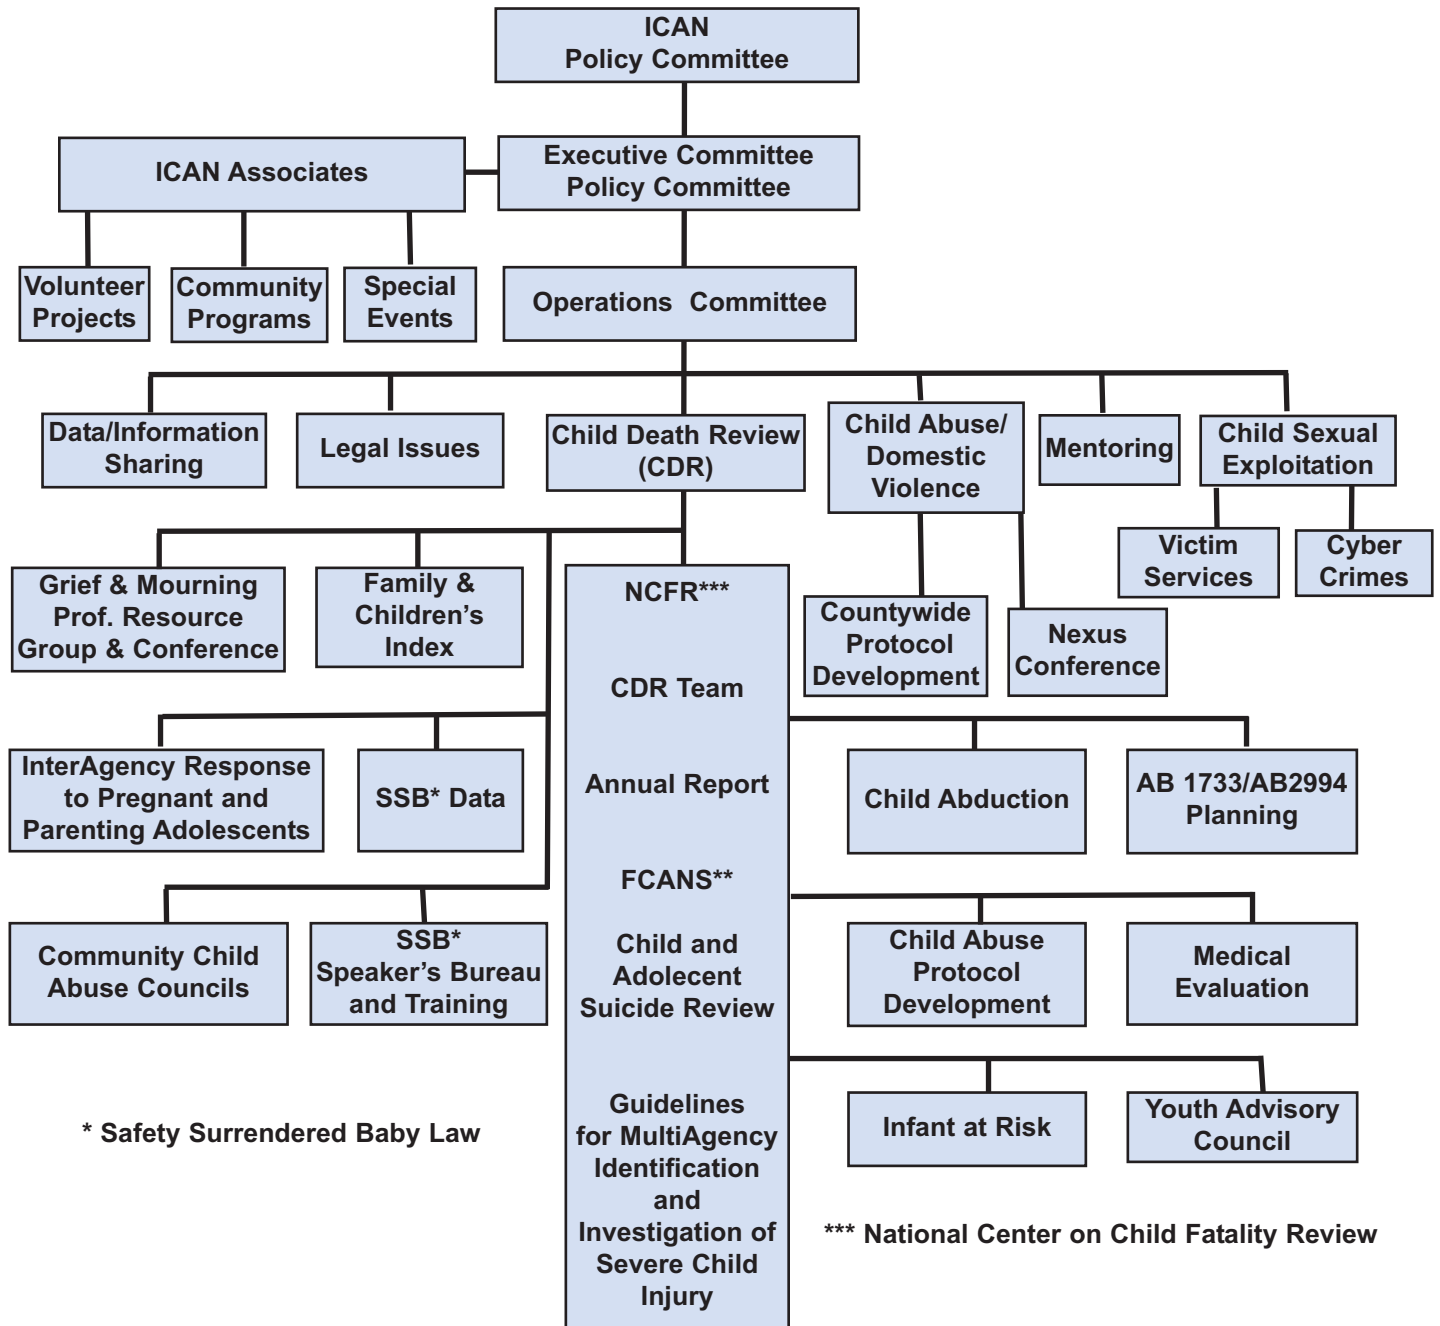 ICAN
Policy Committee
ICAN Associates
Executive Committee
Policy Committee
Volunteer
Projects
Community
Programs
Special
Events
Operations Committee
Data/Information
Sharing
Legal Issues
Child Death Review
(CDR)
Child Abuse/
Domestic
Violence
Mentoring
Child Sexual
Exploitation
Victim
Services
Cyber
Crimes
Grief & Mourning
Prof. Resource
Group & Conference
Family &
Children's
Index
Countywide
Protocol
Development
Nexus
Conference
NCFR***
CDR Team
Annual Report
FCANS**
Child and
Adolecent
Suicide Review
Guidelines
for MultiAgency
Identification
and
Investigation of
Severe Child
Injury
InterAgency Response
to Pregnant and
Parenting Adolescents
SSB* Data
Child Abduction
AB 1733/AB2994
Planning
Community Child
Abuse Councils
SSB*
Speaker's Bureau
and Training
Child Abuse
Protocol
Development
Medical
Evaluation
Infant at Risk
Youth Advisory
Council
* Safety Surrendered Baby Law
*** National Center on Child Fatality Review